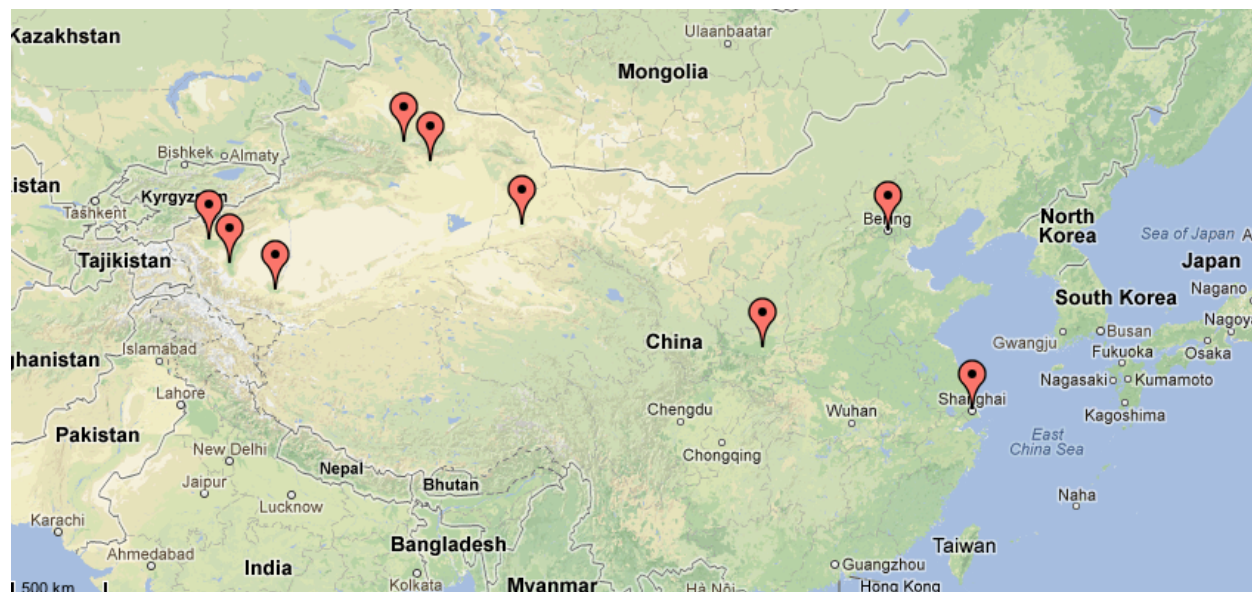 Kazakhstan
Ulaanbaatar
Mongolia
Bishkek
Almaty
istan
Kyrgyz n
Tashkent
Beijing
North
Korea
Sea of Japan
A
Tajikistan
Japan
Nagano
South Korea
Nagoy
Gwangju
Busan
China
Islamabad
Fukuoka
Osaka
ghanistan
Nagasaki
Kumamoto
Lahore
Shanghai
Chengdu
Wuhan
Kagoshima
Pakistan
East
China Sea
New Delhi
Chongqing
Nepal
Jaipur
Bhutan
Lucknow
Naha
Karachi
Bangladesh
Taiwan
Ahmedabad
India
Guangzhou
Kolkata
Myanmar
Hà Nội
Hong Kong
500 km